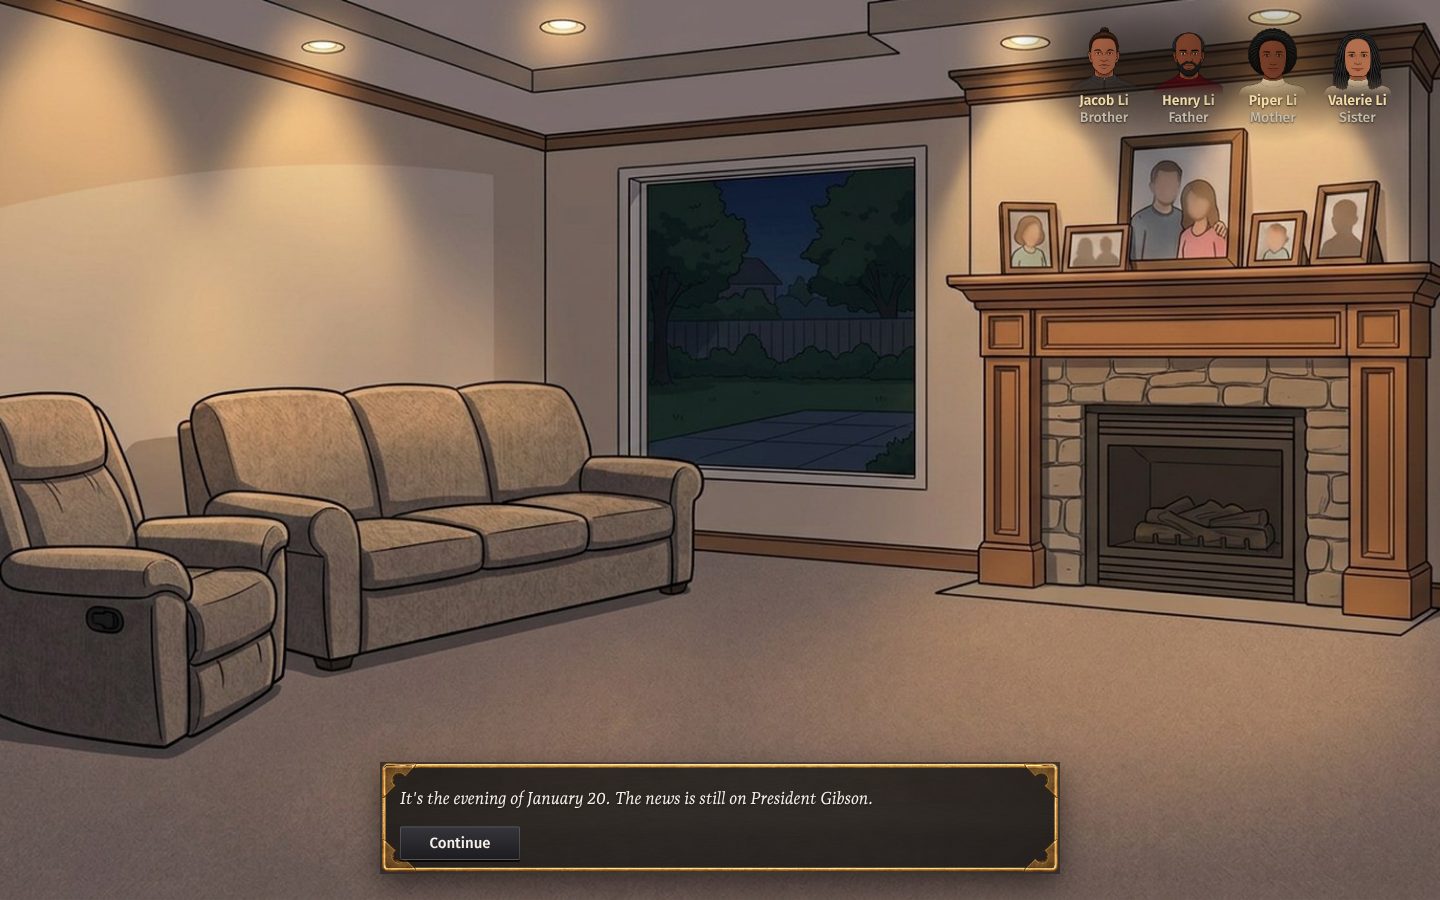 Jacob Li
Brother
Henry Li
Father
Piper Li
Mother
Valerie Li
Sister
It's the evening of January 20. The news is still on President Gibson.
Continue